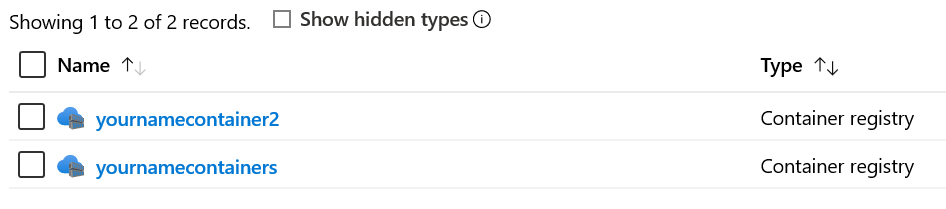 Showing 1 to 2 of 2 records. Show hidden types
Name Type
yournamecontainer2 Container registry
yournamecontainers Container registry